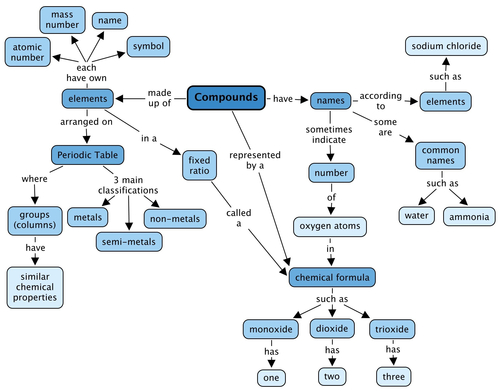 mass
number
name
atomic
number
symbol
each
have own
elements
made
up of
Compounds
have
names
according
to
elements
such as
sodium chloride
some
are
common
names
such as
water
ammonia
arranged on
Periodic Table
in a
fixed
ratio
represented
by a
sometimes
indicate
number
of
oxygen atoms
in
where
3 main
classifications
groups
(columns)
metals
semi-metals
non-metals
called
a
have
similar
chemical
properties
chemical formula
such as
monoxide
dioxide
trioxide
has
has
has
one
two
three